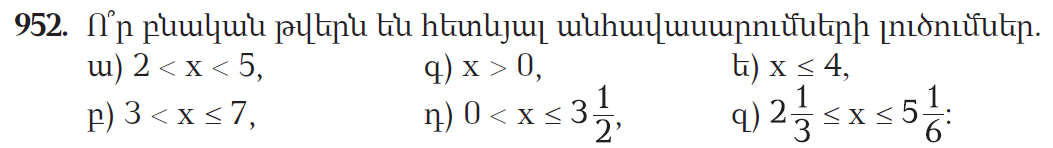 952. Ո՞ր բնական թվերն են հետևյալ անհավասարումների լուծումներ.
ա) 2 < x < 5, գ) x > 0, ե) x ≤ 4,
բ) 3 < x ≤ 7, դ) 0 < x ≤ 3 1/2, զ) 2 1/3 ≤ x ≤ 5 1/6: